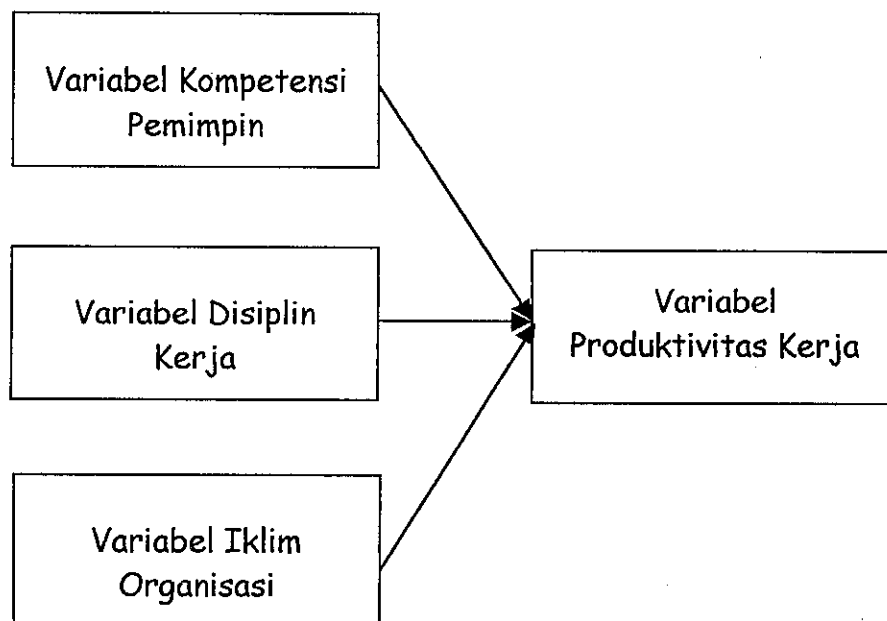 Variabel Kompetensi
Pemimpin
Variabel Disiplin
Kerja
Variabel
Produktivitas Kerja
Variabel Iklim
Organisasi